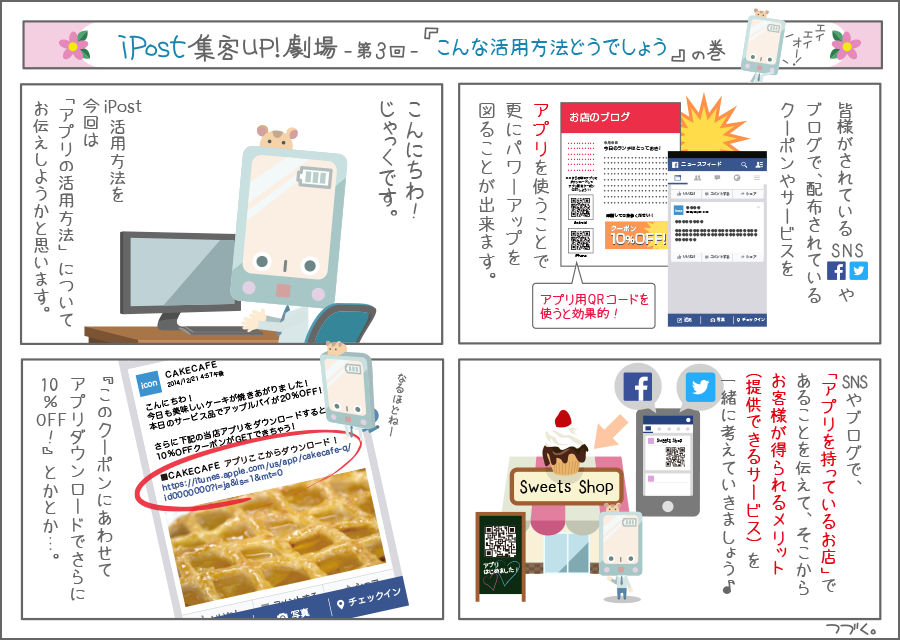 iPost 集客UP!劇場 -第3回- 『こんな活用方法どうでしょう』の巻
エイ
エイ
オー!
こんにちわ!
じゃっくです。
iPost
活用方法を
今回は
「アプリの活用方法」について
お伝えしようかと思います。
皆様がされている SNS や
ブログで、配布されている
クーポンやサービスを
アプリを使うことで
更にパワーアップを
図ることが出来ます。
お店のブログ
今日のランチはとっておき!
Android
iPhone
クーポン
10%OFF!
アプリ用QRコードを
使うと効果的!
ニュースフィード
近況
写真
チェックイン
icon
CAKECAFE
2014/12/21 4:57午後
こんにちわ!
今日も美味しいケーキが焼きあがりました!
本日のサービス品でアップルパイが20%OFF!
さらに下記の当店アプリをダウンロードすると
10%OFFクーポンがGETできちゃう!
■CAKECAFE アプリここからダウンロード!
https://itunes.apple.com/us/app/cakecafe-q/
id0000000?l=ja&ls=1&mt=0
写真
チェックイン
なるほどねー
『このクーポンにあわせて
アプリダウンロードでさらに
10%OFF!』とかとか…。
SNSやブログで、
「アプリを持っているお店」で
あることを伝えて、そこから
お客様が得られるメリット
(提供できるサービス)を
一緒に考えていきましょう♪
Sweets Shop
Sweets Shop
アプリ
はじめました!
つづく。